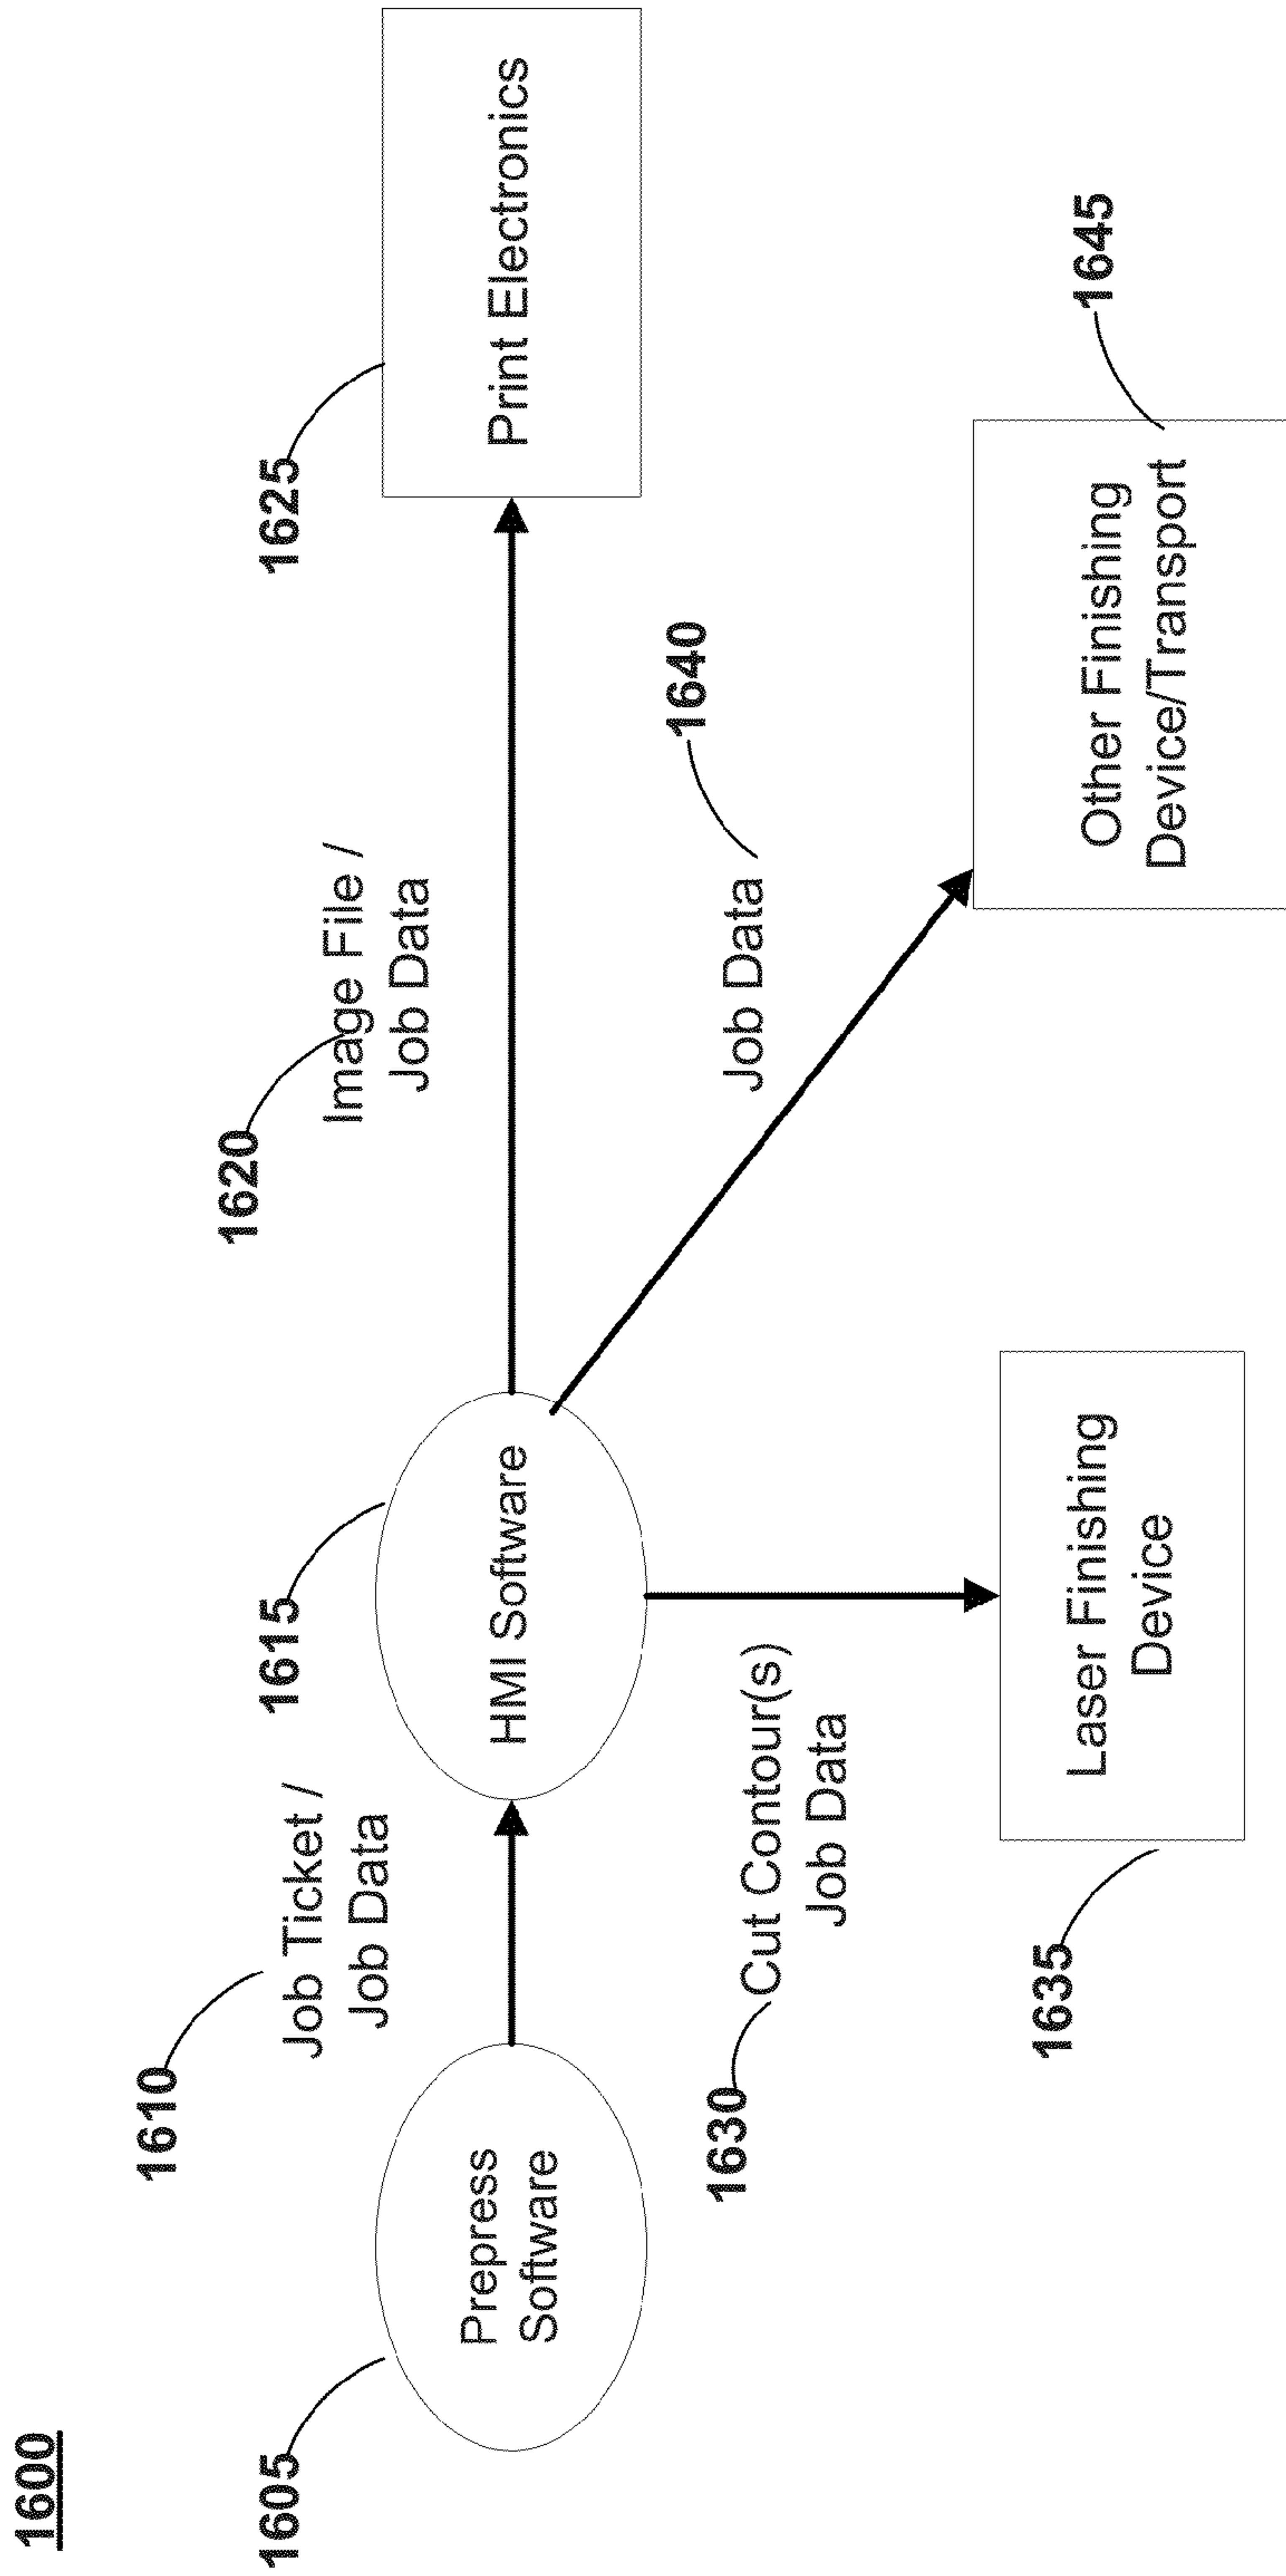 1600
1605
Prepress
Software
1610
Job Ticket /
Job Data
1615
HMI Software
1620
Image File /
Job Data
1625
Print Electronics
1630
Cut Contour(s)
Job Data
1635
Laser Finishing
Device
1640
Job Data
1645
Other Finishing
Device/Transport